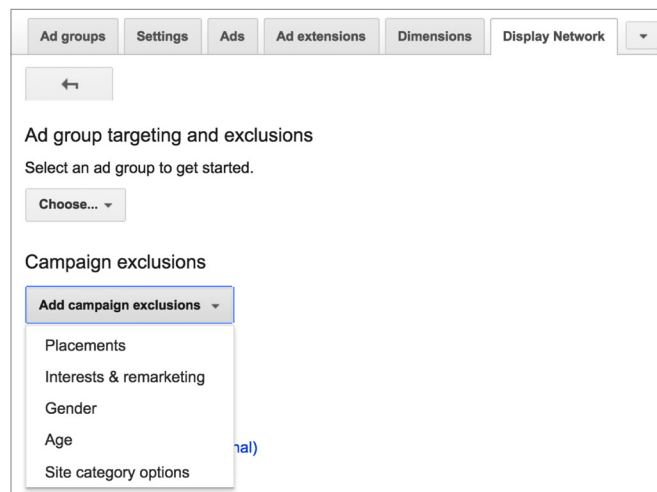 Ad groups Settings Ads Ad extensions Dimensions Display Network
Ad group targeting and exclusions
Select an ad group to get started.
Choose...
Campaign exclusions
Add campaign exclusions
Placements
Interests & remarketing
Gender
Age
nal)
Site category options